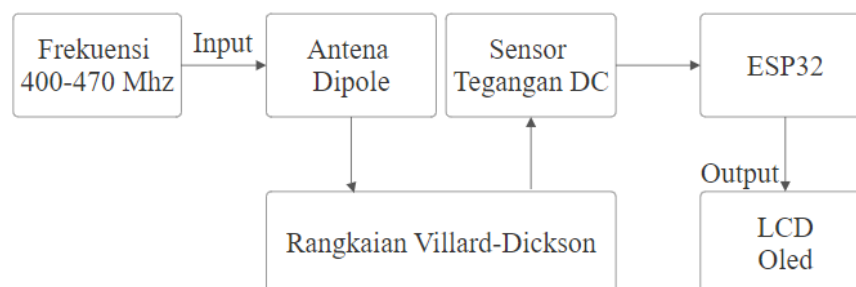 Frekuensi
400-470 Mhz
Input
Antena
Dipole
Sensor
Tegangan DC
ESP32
Rangkaian Villard-Dickson
Output
LCD
Oled